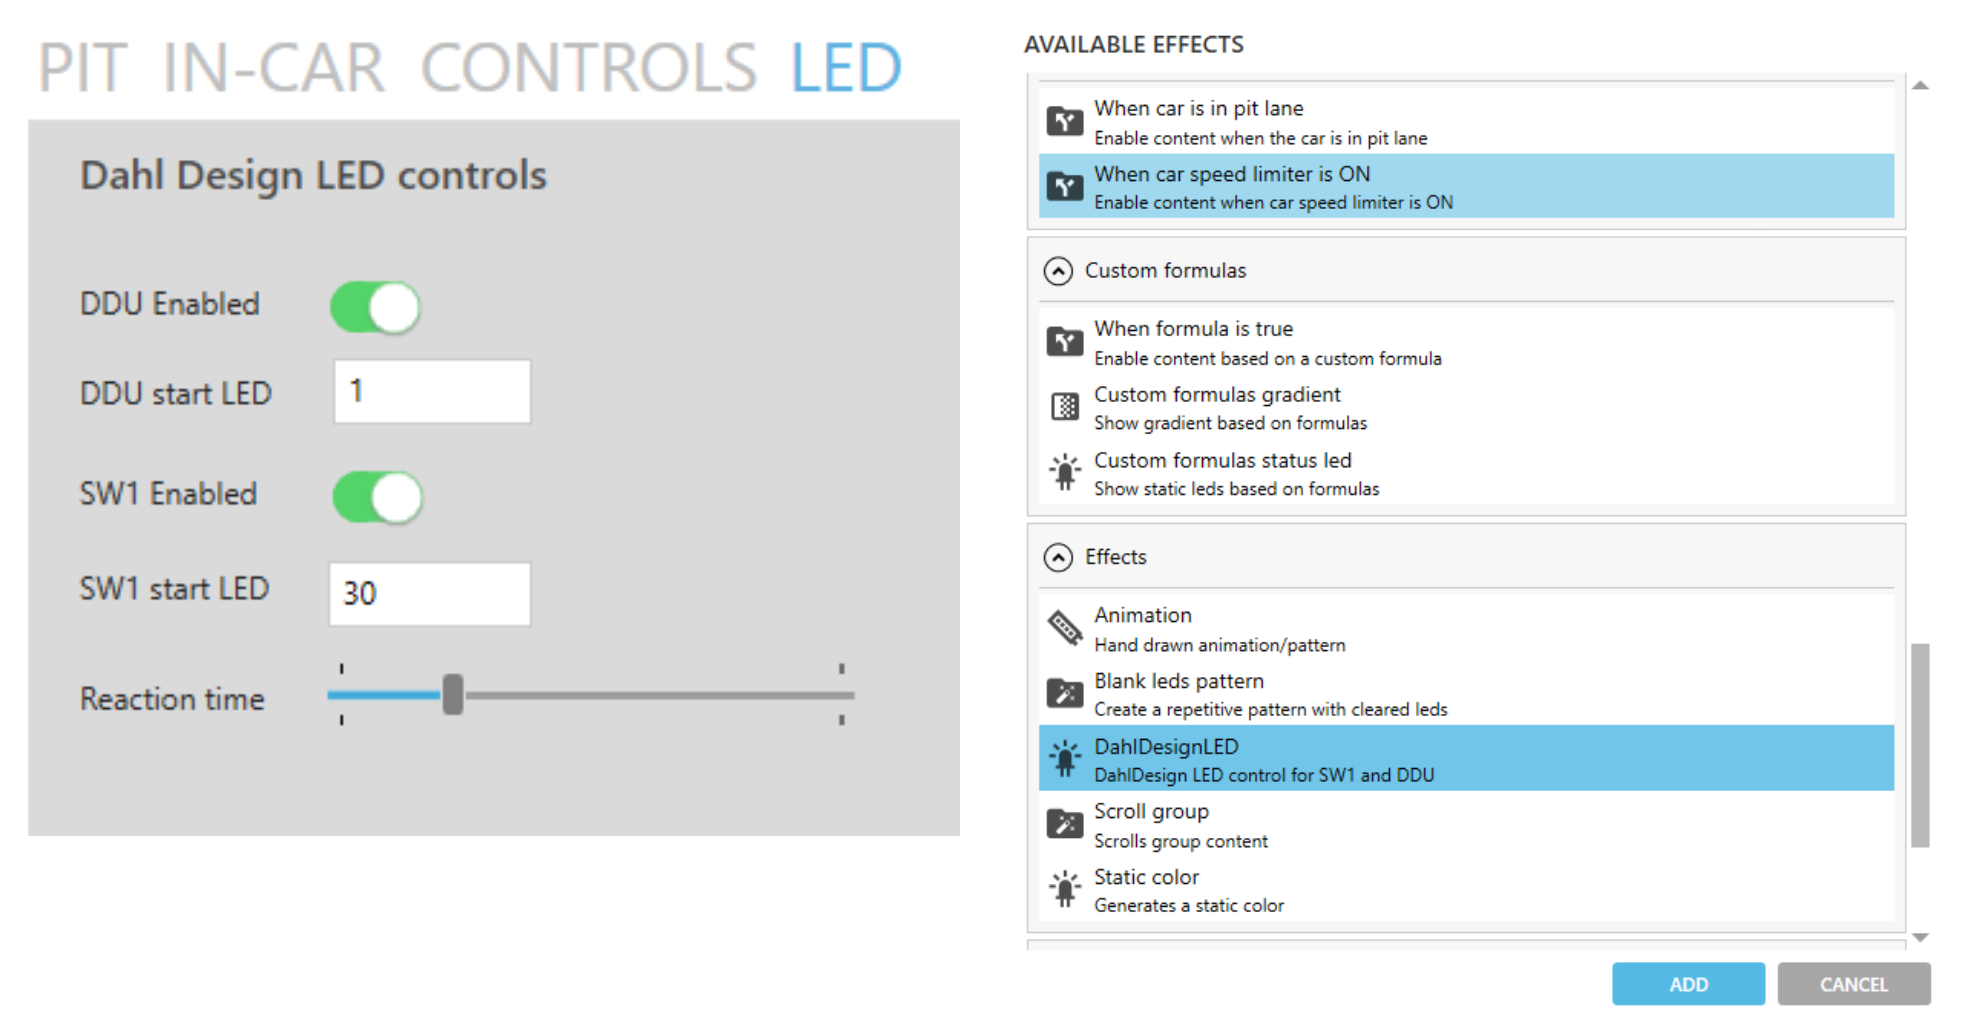 PIT IN-CAR CONTROLS LED
Dahl Design LED controls
DDU Enabled
DDU start LED
1
SW1 Enabled
SW1 start LED
30
Reaction time
AVAILABLE EFFECTS
When car is in pit lane
Enable content when the car is in pit lane
When car speed limiter is ON
Enable content when car speed limiter is ON
Custom formulas
When formula is true
Enable content based on a custom formula
Custom formulas gradient
Show gradient based on formulas
Custom formulas status led
Show static leds based on formulas
Effects
Animation
Hand drawn animation/pattern
Blank leds pattern
Create a repetitive pattern with cleared leds
DahlDesignLED
DahlDesign LED control for SW1 and DDU
Scroll group
Scrolls group content
Static color
Generates a static color
ADD
CANCEL